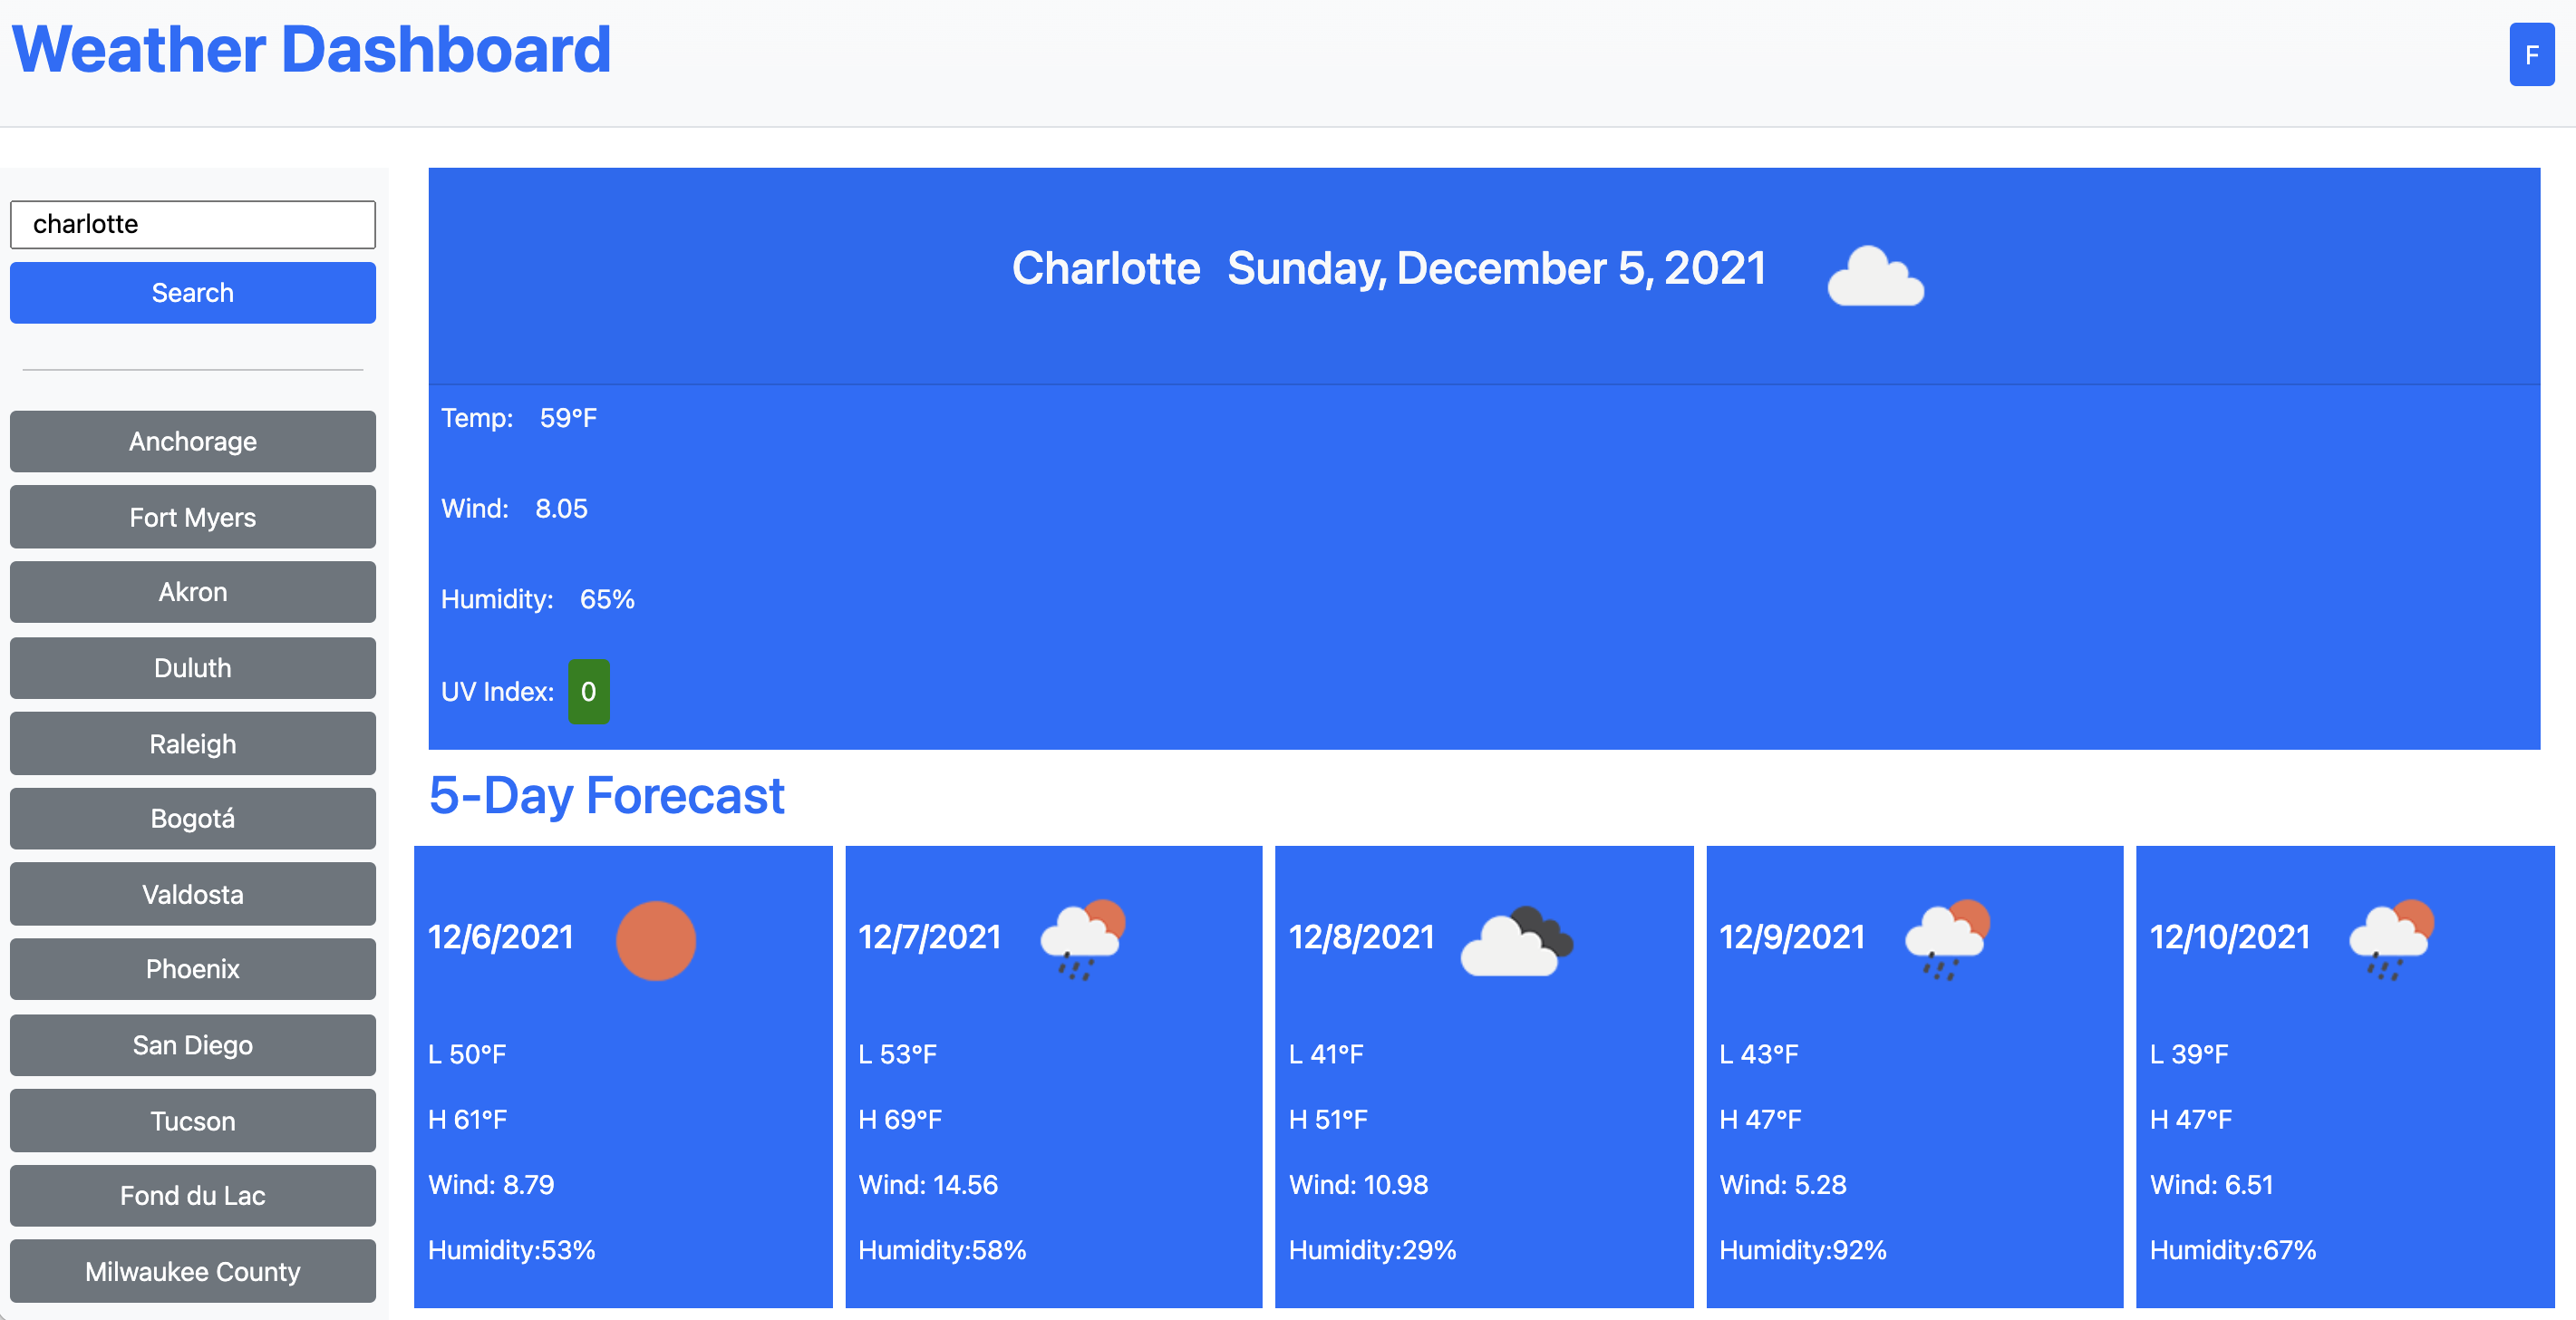 Weather Dashboard
F
charlotte
Search
Anchorage
Fort Myers
Akron
Duluth
Raleigh
Bogotá
Valdosta
Phoenix
San Diego
Tucson
Fond du Lac
Milwaukee County
Charlotte Sunday, December 5, 2021
Temp: 59°F
Wind: 8.05
Humidity: 65%
UV Index: 0
5-Day Forecast
12/6/2021
L 50°F
H 61°F
Wind: 8.79
Humidity:53%
12/7/2021
L 53°F
H 69°F
Wind: 14.56
Humidity:58%
12/8/2021
L 41°F
H 51°F
Wind: 10.98
Humidity:29%
12/9/2021
L 43°F
H 47°F
Wind: 5.28
Humidity:92%
12/10/2021
L 39°F
H 47°F
Wind: 6.51
Humidity:67%